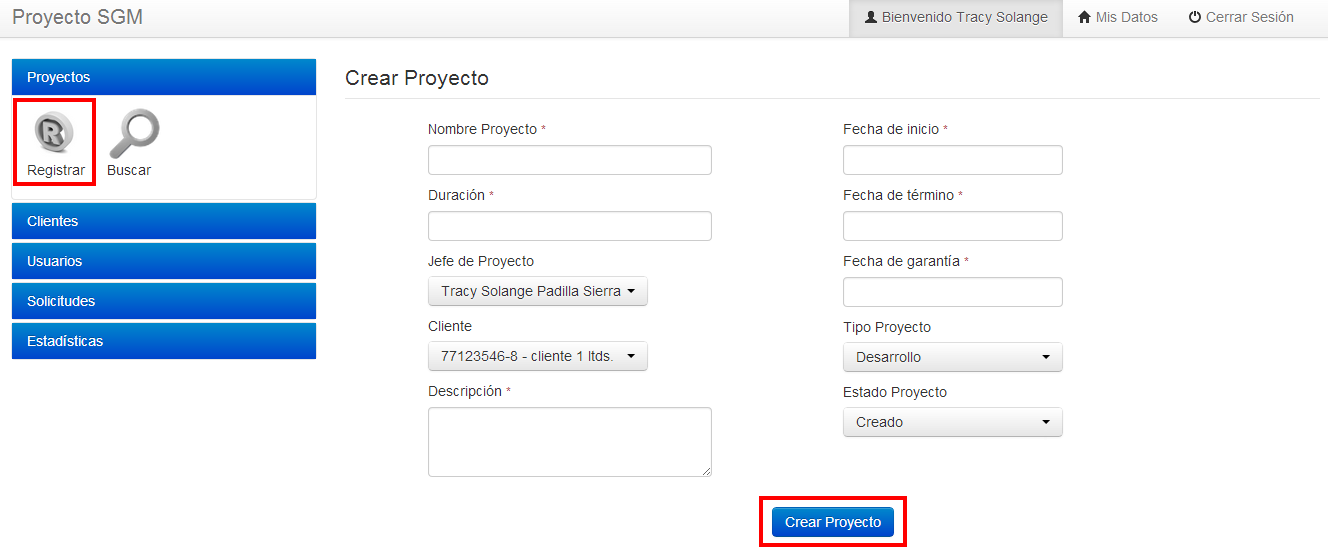 Proyecto SGM
Bienvenido Tracy Solange
Mis Datos
Cerrar Sesión
Proyectos
R
Registrar
Buscar
Clientes
Usuarios
Solicitudes
Estadísticas
Crear Proyecto
Nombre Proyecto *
Fecha de inicio *
Duración *
Fecha de término *
Jefe de Proyecto
Tracy Solange Padilla Sierra
Fecha de garantía *
Cliente
77123546-8 - cliente 1 ltds.
Tipo Proyecto
Desarrollo
Descripción *
Estado Proyecto
Creado
Crear Proyecto